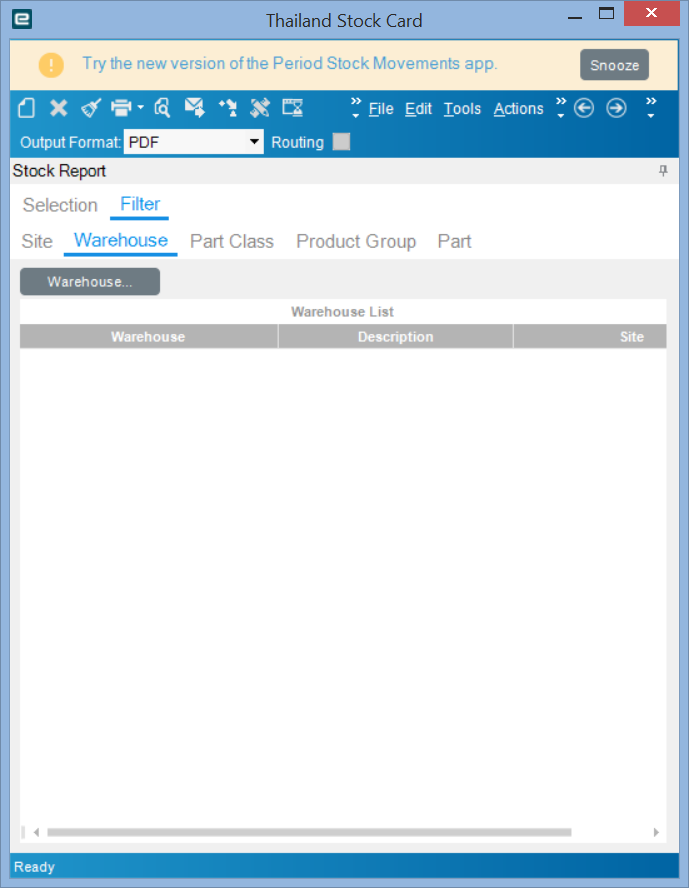 Thailand Stock Card
Try the new version of the Period Stock Movements app.
Snooze
File Edit Tools Actions
Output Format: PDF Routing
Stock Report
Selection Filter
Site Warehouse Part Class Product Group Part
Warehouse...
Warehouse List
Warehouse Description Site
Ready